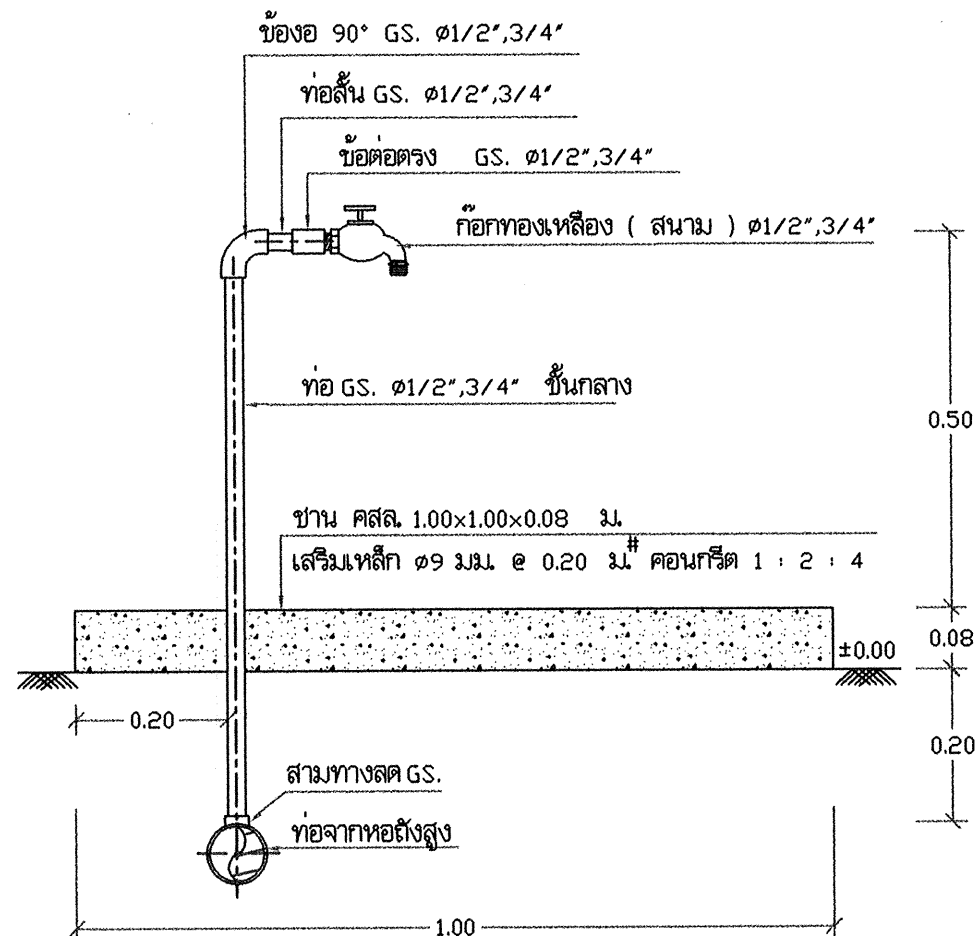 ข้องอ 90° GS. ø1/2",3/4"
ท่อสั้น GS. ø1/2",3/4"
ข้อต่อตรง GS. ø1/2",3/4"
ก๊อกทองเหลือง ( สนาม ) ø1/2",3/4"
ท่อ GS. ø1/2",3/4" ชั้นกลาง
0.50
ชาน คสล. 1.00x1.00x0.08 ม.
เสริมเหล็ก ø9 มม. @ 0.20 ม.# คอนกรีต 1 : 2 : 4
±0.00
0.08
0.20
0.20
สามทางลด GS.
ท่อจากหอถังสูง
1.00